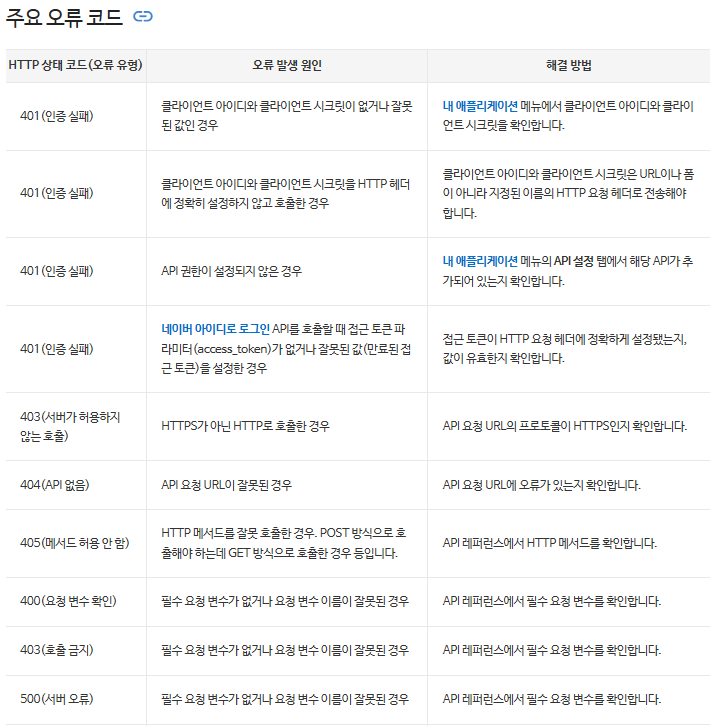 주요 오류 코드
HTTP 상태 코드(오류 유형)
오류 발생 원인
해결 방법
401(인증 실패)
클라이언트 아이디와 클라이언트 시크릿이 없거나 잘못
된 값인 경우
내 애플리케이션 메뉴에서 클라이언트 아이디와 클라이
언트 시크릿을 확인합니다.
401(인증 실패)
클라이언트 아이디와 클라이언트 시크릿을 HTTP 헤더
에 정확히 설정하지 않고 호출한 경우
클라이언트 아이디와 클라이언트 시크릿은 URL이나 폼
이 아니라 지정된 이름의 HTTP 요청 헤더로 전송해야
합니다.
401(인증 실패)
API 권한이 설정되지 않은 경우
내 애플리케이션 메뉴의 API 설정 탭에서 해당 API가 추
가되어 있는지 확인합니다.
401(인증 실패)
네이버 아이디로 로그인 API를 호출할 때 접근 토큰 파
라미터(access_token)가 없거나 잘못된 값(만료된 접
근 토큰)을 설정한 경우
접근 토큰이 HTTP 요청 헤더에 정확하게 설정됐는지,
값이 유효한지 확인합니다.
403(서버가 허용하지
않는 호출)
HTTPS가 아닌 HTTP로 호출한 경우
API 요청 URL의 프로토콜이 HTTPS인지 확인합니다.
404(API 없음)
API 요청 URL이 잘못된 경우
API 요청 URL에 오류가 있는지 확인합니다.
405(메서드 허용 안 함)
HTTP 메서드를 잘못 호출한 경우. POST 방식으로 호
출해야 하는데 GET 방식으로 호출한 경우 등입니다.
API 레퍼런스에서 HTTP 메서드를 확인합니다.
400(요청 변수 확인)
필수 요청 변수가 없거나 요청 변수 이름이 잘못된 경우
API 레퍼런스에서 필수 요청 변수를 확인합니다.
403(호출 금지)
필수 요청 변수가 없거나 요청 변수 이름이 잘못된 경우
API 레퍼런스에서 필수 요청 변수를 확인합니다.
500(서버 오류)
필수 요청 변수가 없거나 요청 변수 이름이 잘못된 경우
API 레퍼런스에서 필수 요청 변수를 확인합니다.